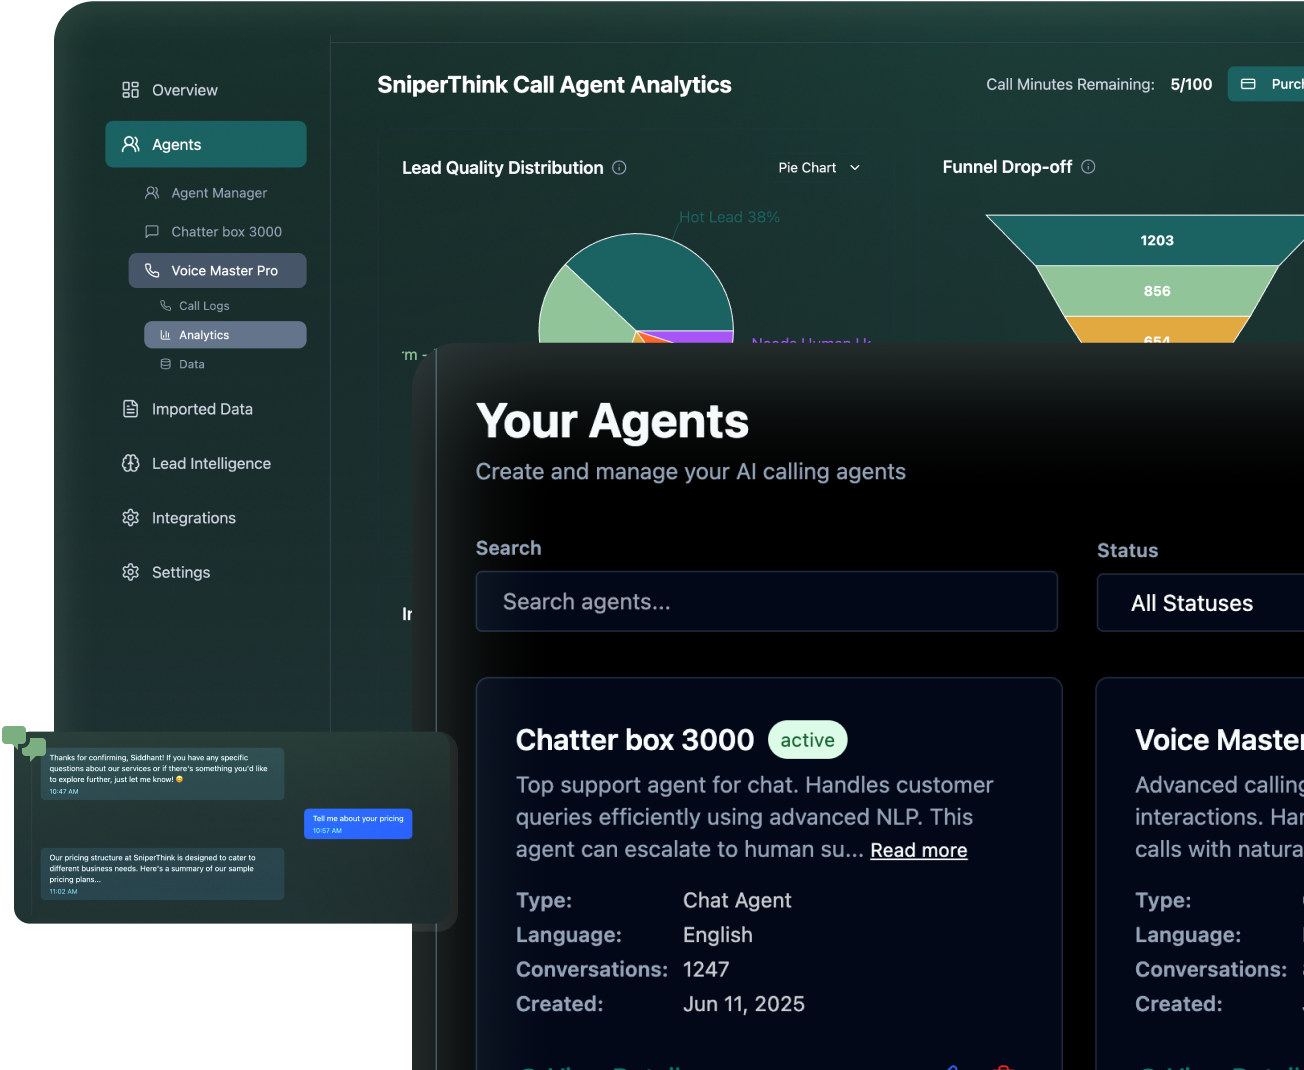 Overview
Agents
Agent Manager
Chatter box 3000
Voice Master Pro
Call Logs
Analytics
Data
Imported Data
Lead Intelligence
Integrations
Settings
SniperThink Call Agent Analytics
Call Minutes Remaining: 5/100
Lead Quality Distribution
Pie Chart
Hot Lead 38%
Needs Human
Funnel Drop-off
1203
856
654
Your Agents
Create and manage your AI calling agents
Search
Search agents...
Status
All Statuses
Chatter box 3000
active
Top support agent for chat. Handles customer
queries efficiently using advanced NLP. This
agent can escalate to human su... Read more
Type: Chat Agent
Language: English
Conversations: 1247
Created: Jun 11, 2025
Voice Master
Advanced calling
interactions.
calls with natura
Type:
Language:
Conversations:
Created:
Thanks for confirming, Siddhant! If you have any specific
questions about our services or if there's something you'd like
to explore further, just let me know! 😄
10:47 AM
Tell me about your pricing
10:57 AM
Our pricing structure at SniperThink is designed to cater to
different business needs. Here's a summary of our sample
pricing plans...
11:02 AM